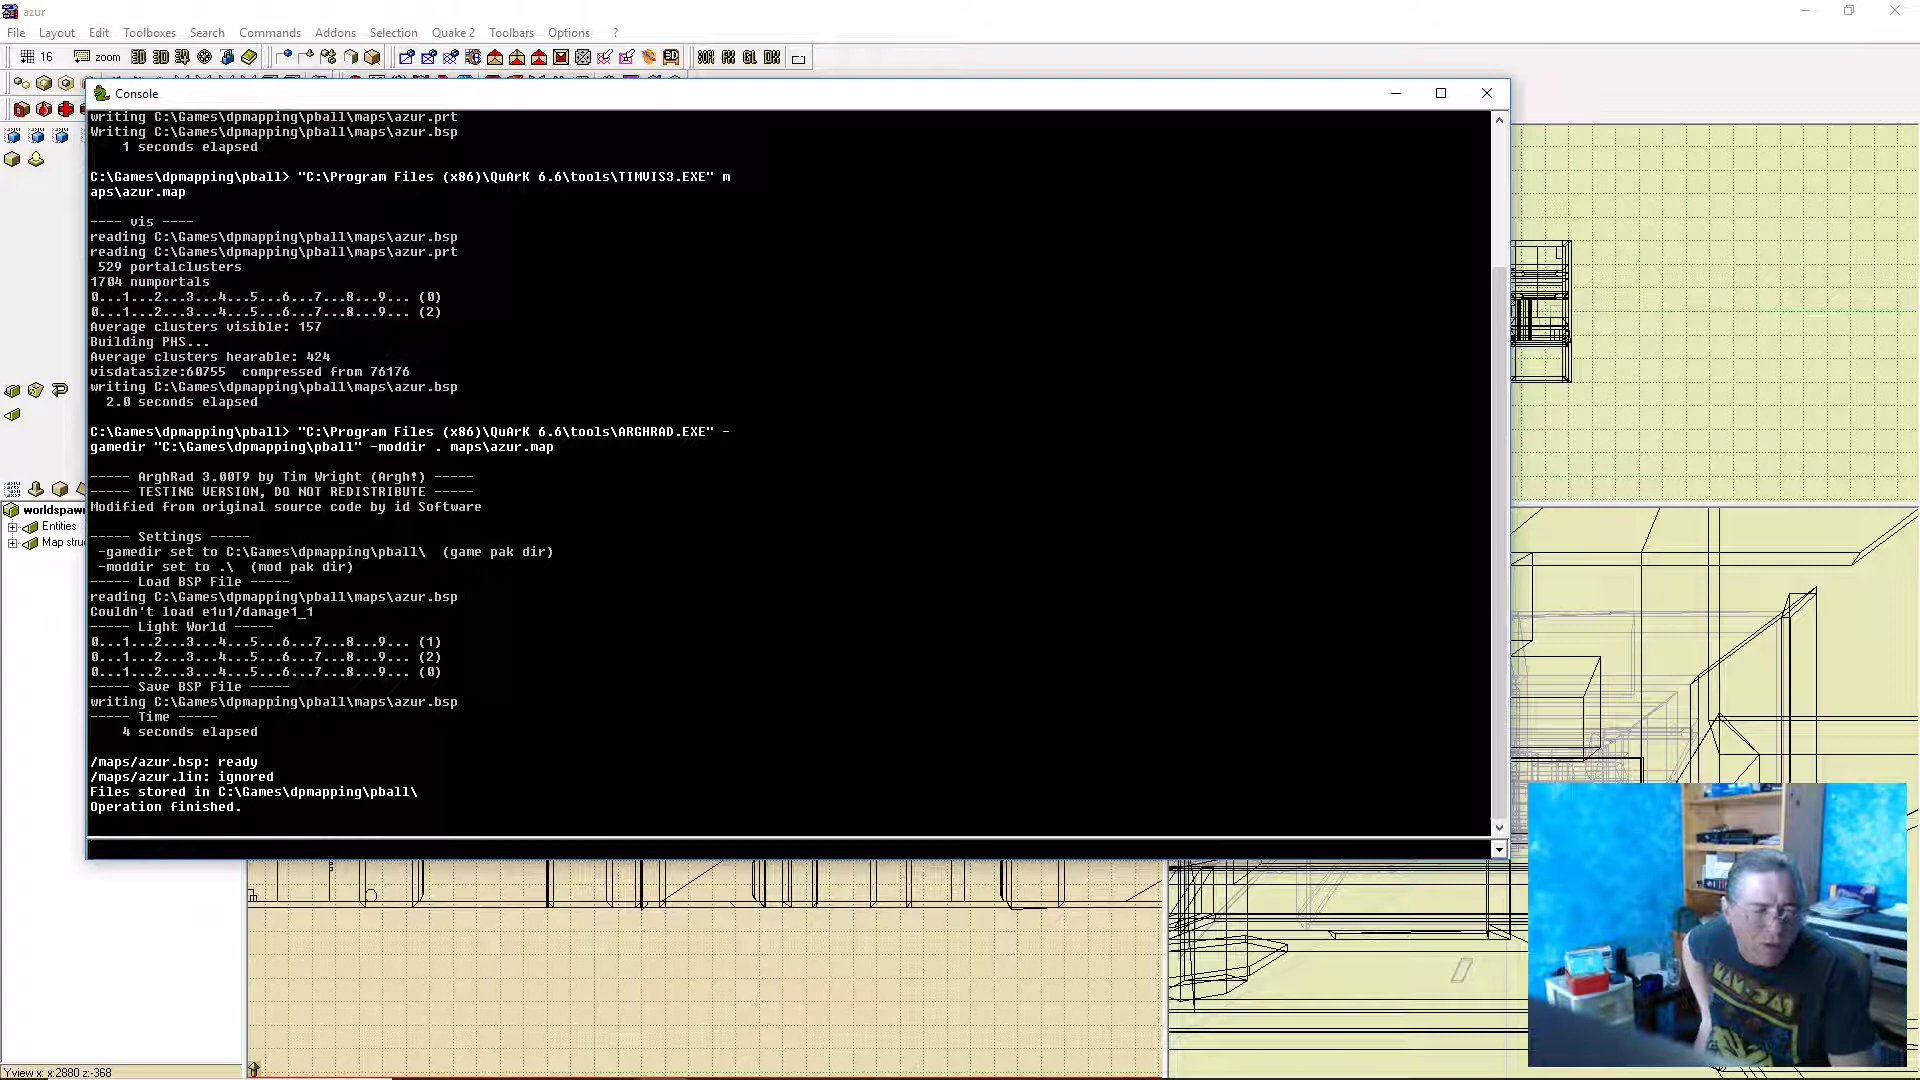 azur
File Layout Edit Toolboxes Search Commands Addons Selection Quake 2 Toolbars Options ?
16 zoom 3D 3D
GL DX
Console
writing C:\Games\dpmapping\pball\maps\azur.prt
Writing C:\Games\dpmapping\pball\maps\azur.bsp
1 seconds elapsed
C:\Games\dpmapping\pball> "C:\Program Files (x86)\QuArK 6.6\tools\TIMVIS3.EXE" m
aps\azur.map
---- vis ----
reading C:\Games\dpmapping\pball\maps\azur.bsp
reading C:\Games\dpmapping\pball\maps\azur.prt
529 portalclusters
1704 numportals
0...1...2...3...4...5...6...7...8...9... (0)
0...1...2...3...4...5...6...7...8...9... (2)
Average clusters visible: 157
Building PHS...
Average clusters hearable: 424
visdatasize:60755  compressed from 76176
writing C:\Games\dpmapping\pball\maps\azur.bsp
2.0 seconds elapsed
C:\Games\dpmapping\pball> "C:\Program Files (x86)\QuArK 6.6\tools\ARGHRAD.EXE" -
gamedir "C:\Games\dpmapping\pball" -moddir . maps\azur.map
----- ArghRad 3.00T9 by Tim Wright (Argh!) -----
----- TESTING VERSION, DO NOT REDISTRIBUTE -----
Modified from original source code by id Software
----- Settings -----
-gamedir set to C:\Games\dpmapping\pball\  (game pak dir)
-moddir set to .\  (mod pak dir)
----- Load BSP File -----
reading C:\Games\dpmapping\pball\maps\azur.bsp
Couldn't load e1u1/damage1_1
----- Light World -----
0...1...2...3...4...5...6...7...8...9... (1)
0...1...2...3...4...5...6...7...8...9... (2)
0...1...2...3...4...5...6...7...8...9... (0)
----- Save BSP File -----
writing C:\Games\dpmapping\pball\maps\azur.bsp
----- Time -----
4 seconds elapsed
/maps/azur.bsp: ready
/maps/azur.lin: ignored
Files stored in C:\Games\dpmapping\pball\
Operation finished.
worldspawn
Entities
Map stru
Yview x: x:2880 z:-368